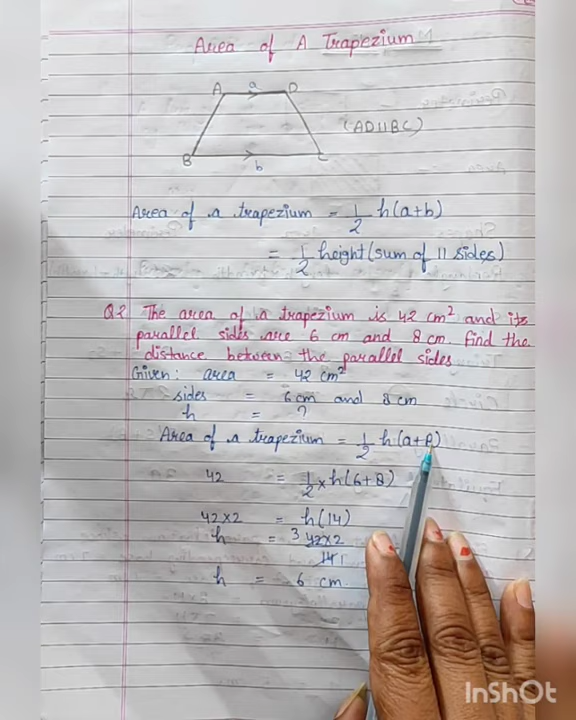 Area of A Trapezium
A a D
(AD||BC)
B b C
Area of a trapezium = 1/2 h(a+b)
= 1/2 height (sum of || sides)
Q2 The area of a trapezium is 42 cm² and its
parallel sides are 6 cm and 8 cm. Find the
distance between the parallel sides
Given: area = 42 cm²
sides = 6 cm and 8 cm
h = ?
Area of a trapezium = 1/2 h(a+b)
42 = 1/2 × h(6+8)
42×2 = h(14)
h = 3 42×2 / 14 1
h = 6 cm
InShOt